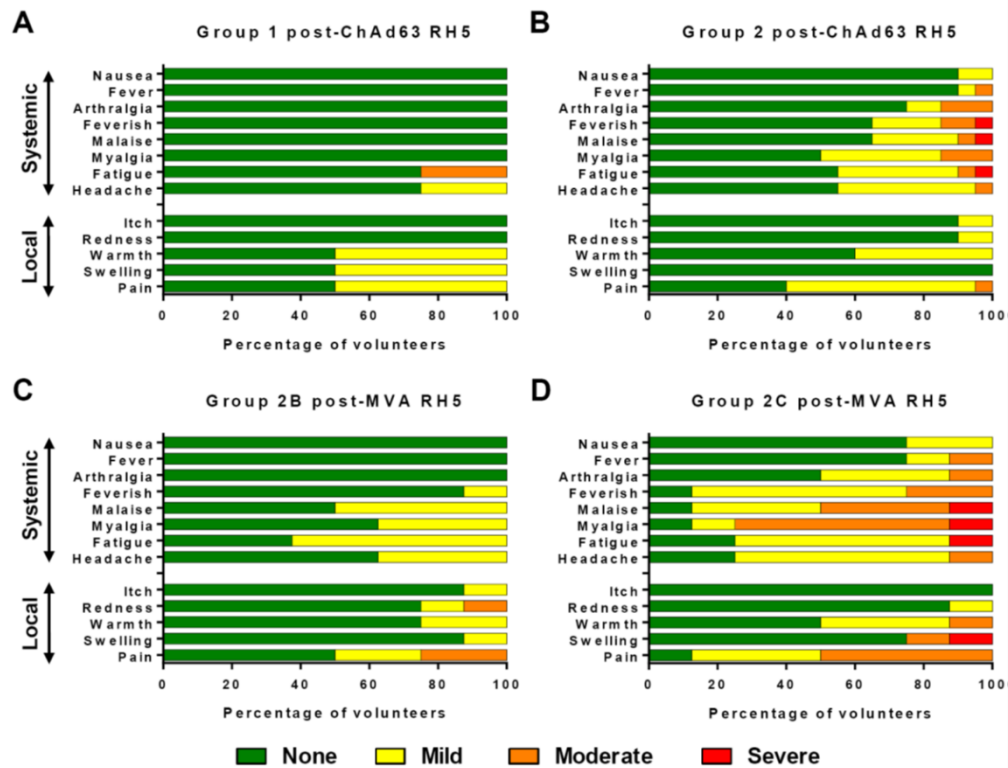 A
Group 1 post-ChAd63 RH5
Systemic
Nausea
Fever
Arthralgia
Feverish
Malaise
Myalgia
Fatigue
Headache
Local
Itch
Redness
Warmth
Swelling
Pain
0 20 40 60 80 100
Percentage of volunteers
B
Group 2 post-ChAd63 RH5
Nausea
Fever
Arthralgia
Feverish
Malaise
Myalgia
Fatigue
Headache
Itch
Redness
Warmth
Swelling
Pain
0 20 40 60 80 100
Percentage of volunteers
C
Group 2B post-MVA RH5
Systemic
Nausea
Fever
Arthralgia
Feverish
Malaise
Myalgia
Fatigue
Headache
Local
Itch
Redness
Warmth
Swelling
Pain
0 20 40 60 80 100
Percentage of volunteers
D
Group 2C post-MVA RH5
Nausea
Fever
Arthralgia
Feverish
Malaise
Myalgia
Fatigue
Headache
Itch
Redness
Warmth
Swelling
Pain
0 20 40 60 80 100
Percentage of volunteers
None Mild Moderate Severe